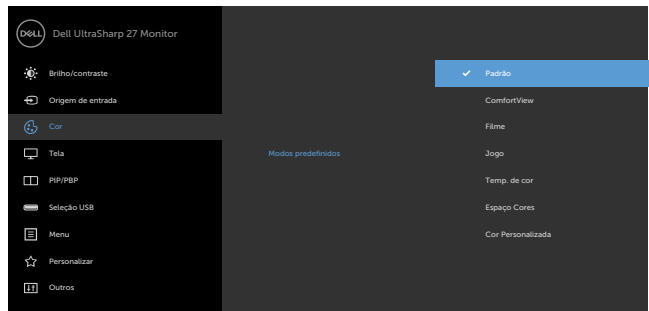 DELL
Dell UltraSharp 27 Monitor
Brilho/contraste
Origem de entrada
Cor
Tela
PIP/PBP
Seleção USB
Menu
Personalizar
Outros
Modos predefinidos
Padrão
ComfortView
Filme
Jogo
Temp. de cor
Espaço Cores
Cor Personalizada